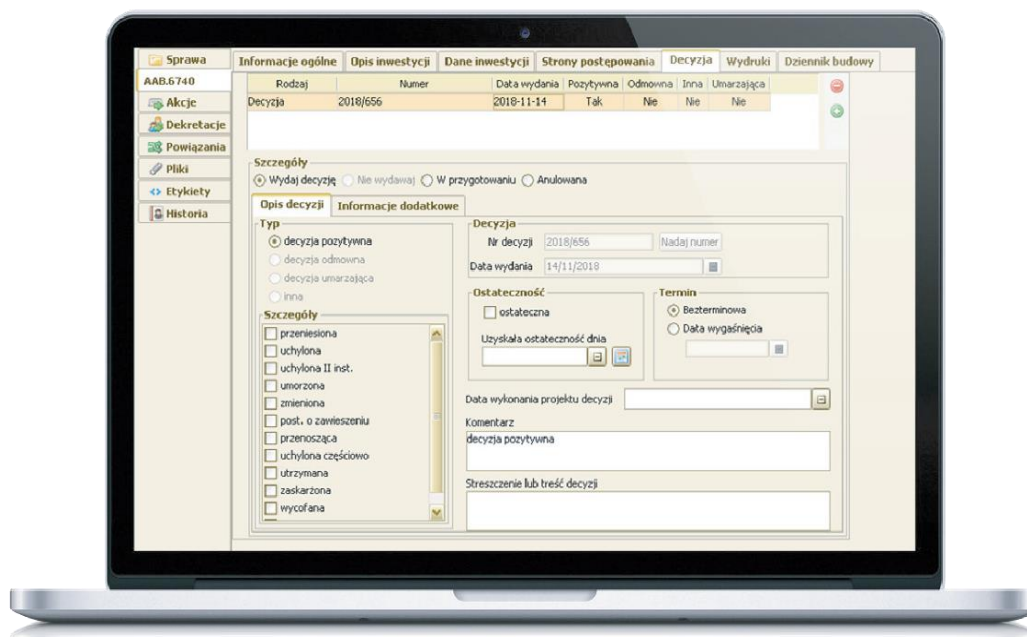 Sprawa
AAB.6740
Akcje
Dekretacje
Powiązania
Pliki
Etykiety
Historia
Informacje ogólne Opis inwestycji Dane inwestycji Strony postępowania Decyzja Wydruki Dziennik budowy
Rodzaj Numer Data wydania Pozytywna Odmowna Inna Umarzająca
Decyzja 2018/656 2018-11-14 Tak Nie Nie Nie
Szczegóły
Wydaj decyzję Nie wydawaj W przygotowaniu Anulowana
Opis decyzji Informacje dodatkowe
Typ
decyzja pozytywna
decyzja odmowna
decyzja umarzająca
inna
Szczegóły
przeniesiona
uchylona
uchylona II inst.
umorzona
zmieniona
post. o zawieszeniu
przenosząca
uchylona częściowo
utrzymana
zaskarżona
wycofana
Decyzja
Nr decyzji 2018/656 Nadaj numer
Data wydania 14/11/2018
Ostateczność
ostateczna
Uzyskała ostateczność dnia
Termin
Bezterminowa
Data wygaśnięcia
Data wykonania projektu decyzji
Komentarz
decyzja pozytywna
Streszczenie lub treść decyzji